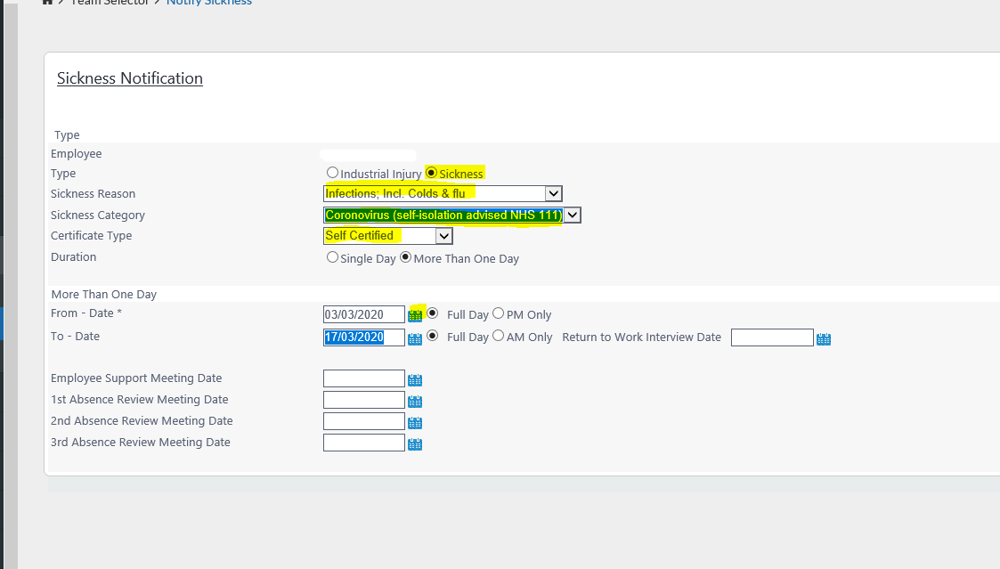 Team Selector > Notify Sickness
Sickness Notification
Type
Employee
Type Industrial Injury Sickness
Sickness Reason Infections; Incl. Colds & flu
Sickness Category Coronovirus (self-isolation advised NHS 111)
Certificate Type Self Certified
Duration Single Day More Than One Day
More Than One Day
From - Date * 03/03/2020 Full Day PM Only
To - Date 17/03/2020 Full Day AM Only Return to Work Interview Date
Employee Support Meeting Date
1st Absence Review Meeting Date
2nd Absence Review Meeting Date
3rd Absence Review Meeting Date